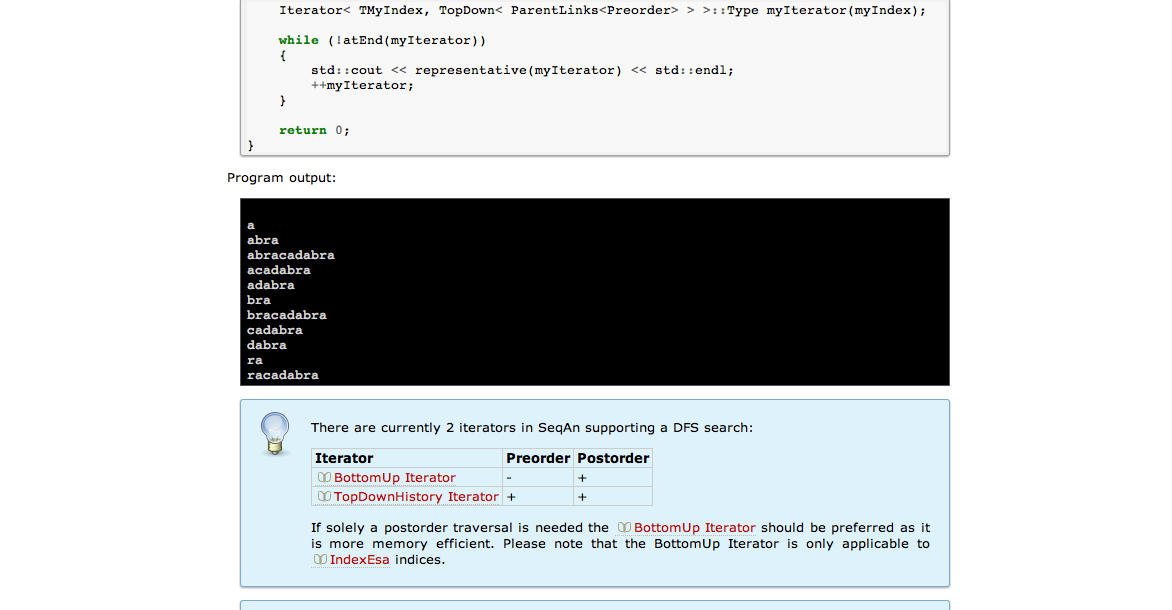 Iterator< TMyIndex, TopDown< ParentLinks<Preorder> > >::Type myIterator(myIndex);
while (!atEnd(myIterator))
{
std::cout << representative(myIterator) << std::endl;
++myIterator;
}
return 0;
}
Program output:
a
abra
abracadabra
acadabra
adabra
bra
bracadabra
cadabra
dabra
ra
racadabra
There are currently 2 iterators in SeqAn supporting a DFS search:
Iterator Preorder Postorder
BottomUp Iterator - +
TopDownHistory Iterator + +
If solely a postorder traversal is needed the BottomUp Iterator should be preferred as it
is more memory efficient. Please note that the BottomUp Iterator is only applicable to
IndexEsa indices.